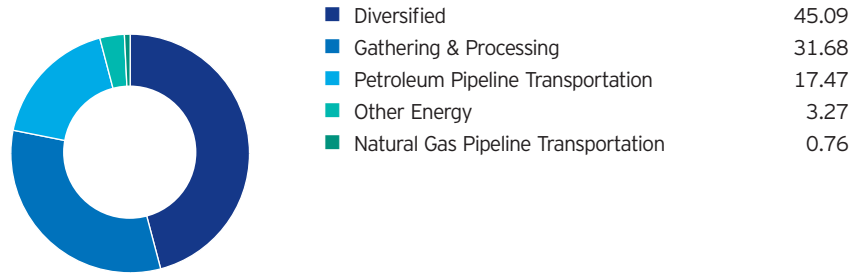 Diversified 45.09
Gathering & Processing 31.68
Petroleum Pipeline Transportation 17.47
Other Energy 3.27
Natural Gas Pipeline Transportation 0.76